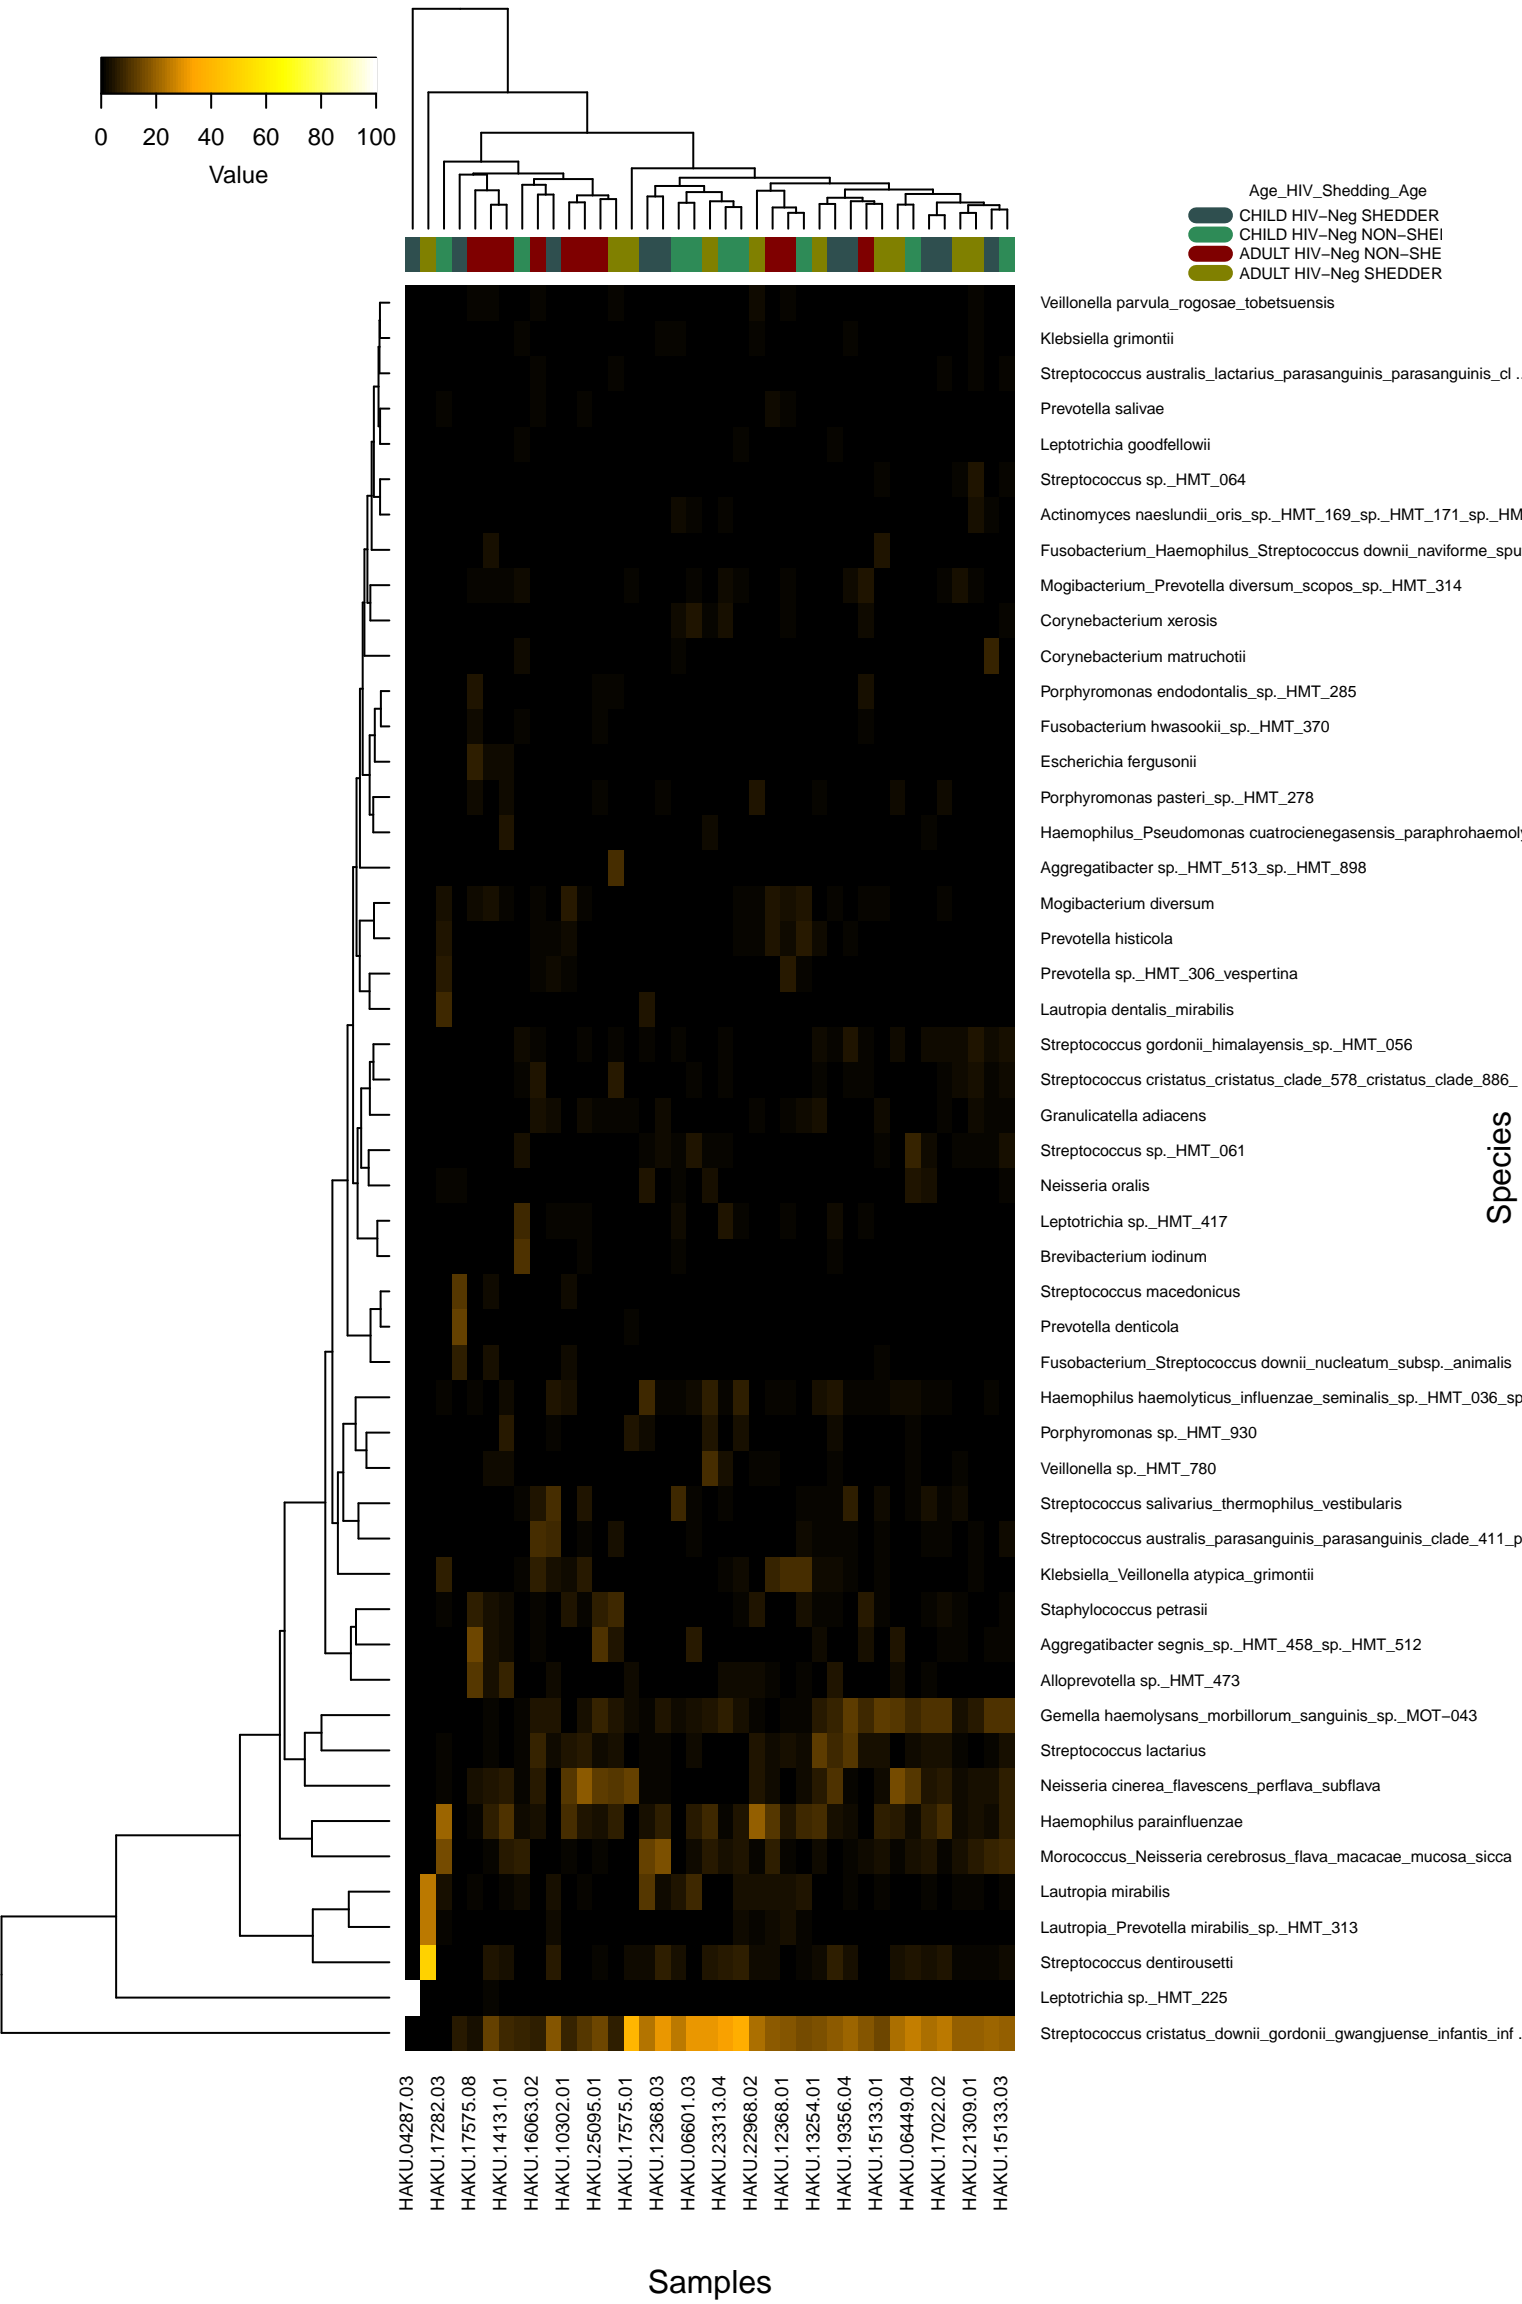 0 20 40 60 80 100
Value
Age_HIV_Shedding_Age
CHILD HIV−Neg SHEDDER
CHILD HIV−Neg NON−SHEI
ADULT HIV−Neg NON−SHE
ADULT HIV−Neg SHEDDER
Veillonella parvula_rogosae_tobetsuensis
Klebsiella grimontii
Streptococcus australis_lactarius_parasanguinis_parasanguinis_cl .
Prevotella salivae
Leptotrichia goodfellowii
Streptococcus sp._HMT_064
Actinomyces naeslundii_oris_sp._HMT_169_sp._HMT_171_sp._HM
Fusobacterium_Haemophilus_Streptococcus downii_naviforme_spu
Mogibacterium_Prevotella diversum_scopos_sp._HMT_314
Corynebacterium xerosis
Corynebacterium matruchotii
Porphyromonas endodontalis_sp._HMT_285
Fusobacterium hwasookii_sp._HMT_370
Escherichia fergusonii
Porphyromonas pasteri_sp._HMT_278
Haemophilus_Pseudomonas cuatrocienegasensis_paraphrohaemoly
Aggregatibacter sp._HMT_513_sp._HMT_898
Mogibacterium diversum
Prevotella histicola
Prevotella sp._HMT_306_vespertina
Lautropia dentalis_mirabilis
Streptococcus gordonii_himalayensis_sp._HMT_056
Streptococcus cristatus_cristatus_clade_578_cristatus_clade_886_
Granulicatella adiacens
Streptococcus sp._HMT_061
Neisseria oralis
Leptotrichia sp._HMT_417
Brevibacterium iodinum
Streptococcus macedonicus
Prevotella denticola
Fusobacterium_Streptococcus downii_nucleatum_subsp._animalis
Haemophilus haemolyticus_influenzae_seminalis_sp._HMT_036_sp
Porphyromonas sp._HMT_930
Veillonella sp._HMT_780
Streptococcus salivarius_thermophilus_vestibularis
Streptococcus australis_parasanguinis_parasanguinis_clade_411_p
Klebsiella_Veillonella atypica_grimontii
Staphylococcus petrasii
Aggregatibacter segnis_sp._HMT_458_sp._HMT_512
Alloprevotella sp._HMT_473
Gemella haemolysans_morbillorum_sanguinis_sp._MOT−043
Streptococcus lactarius
Neisseria cinerea_flavescens_perflava_subflava
Haemophilus parainfluenzae
Morococcus_Neisseria cerebrosus_flava_macacae_mucosa_sicca
Lautropia mirabilis
Lautropia_Prevotella mirabilis_sp._HMT_313
Streptococcus dentirousetti
Leptotrichia sp._HMT_225
Streptococcus cristatus_downii_gordonii_gwangjuense_infantis_inf .
Species
HAKU.04287.03
HAKU.17282.03
HAKU.17575.08
HAKU.14131.01
HAKU.16063.02
HAKU.10302.01
HAKU.25095.01
HAKU.17575.01
HAKU.12368.03
HAKU.06601.03
HAKU.23313.04
HAKU.22968.02
HAKU.12368.01
HAKU.13254.01
HAKU.19356.04
HAKU.15133.01
HAKU.06449.04
HAKU.17022.02
HAKU.21309.01
HAKU.15133.03
Samples